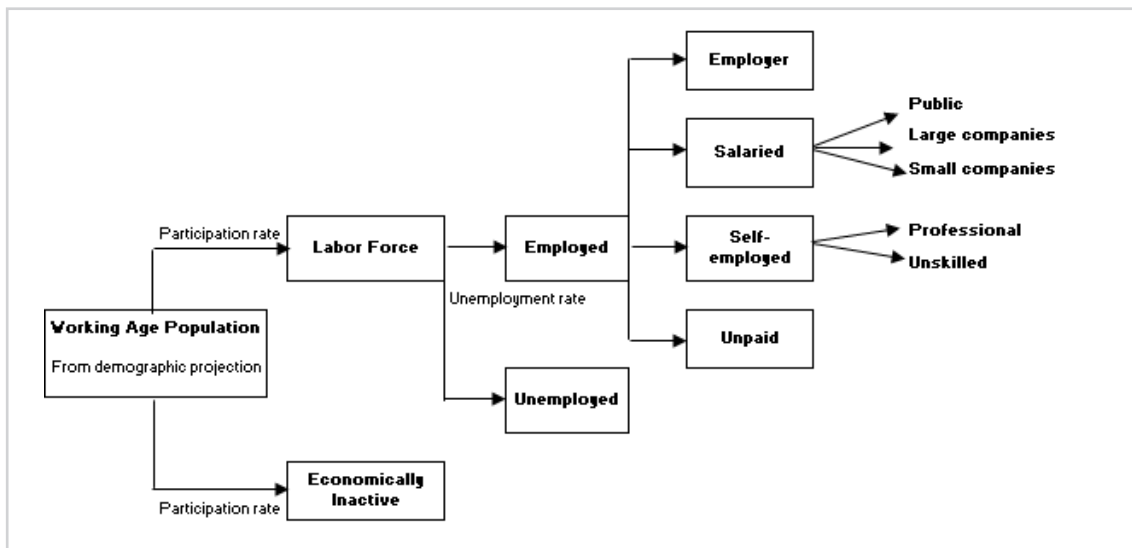 Employer
Public
Large companies
Salaried
Small companies
Participation rate
Labor Force
Employed
Self-
employed
Professional
Unskilled
Unemployment rate
Working Age Population
From demographic projection
Unpaid
Unemployed
Economically
Inactive
Participation rate